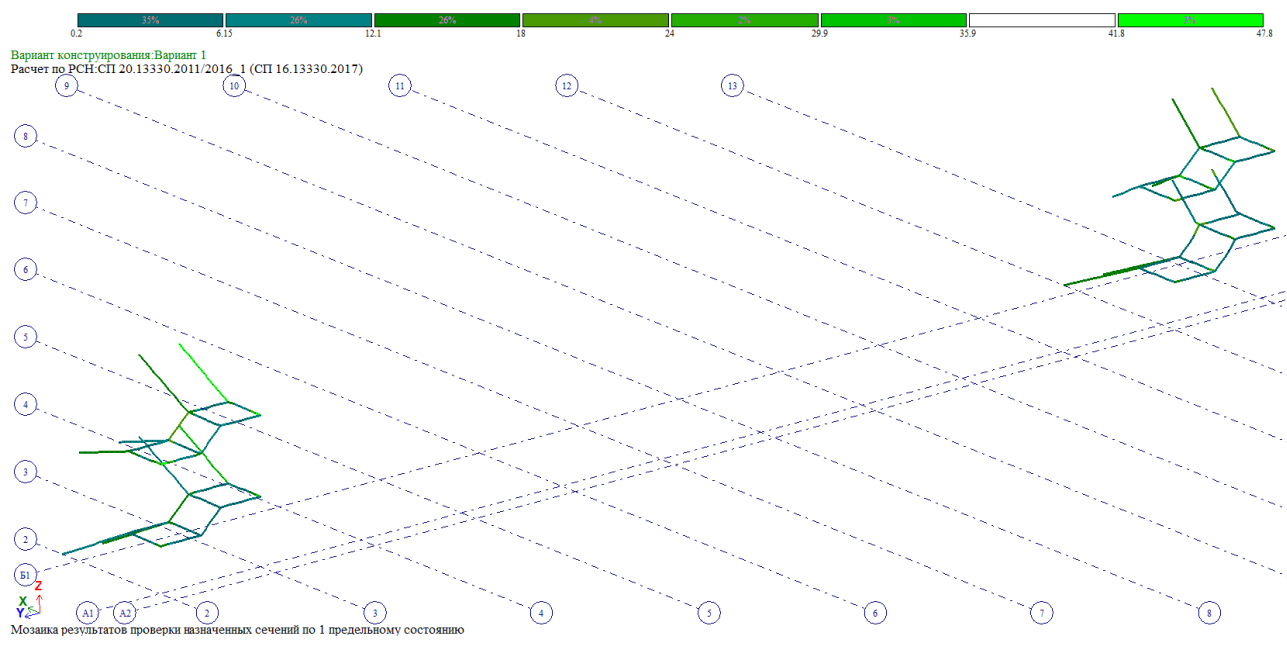 35% 26% 26% 4% 2% 3% 3%
0.2 6.15 12.1 18 24 29.9 35.9 41.8 47.8
Вариант конструирования:Вариант 1
Расчет по РСН:СП 20.13330.2011/2016_1 (СП 16.13330.2017)
9 10 11 12 13
8
7
6
5
4
3
2
Б1
Z
X
Y
А1 А2 2 3 4 5 6 7 8
Мозаика результатов проверки назначенных сечений по 1 предельному состоянию